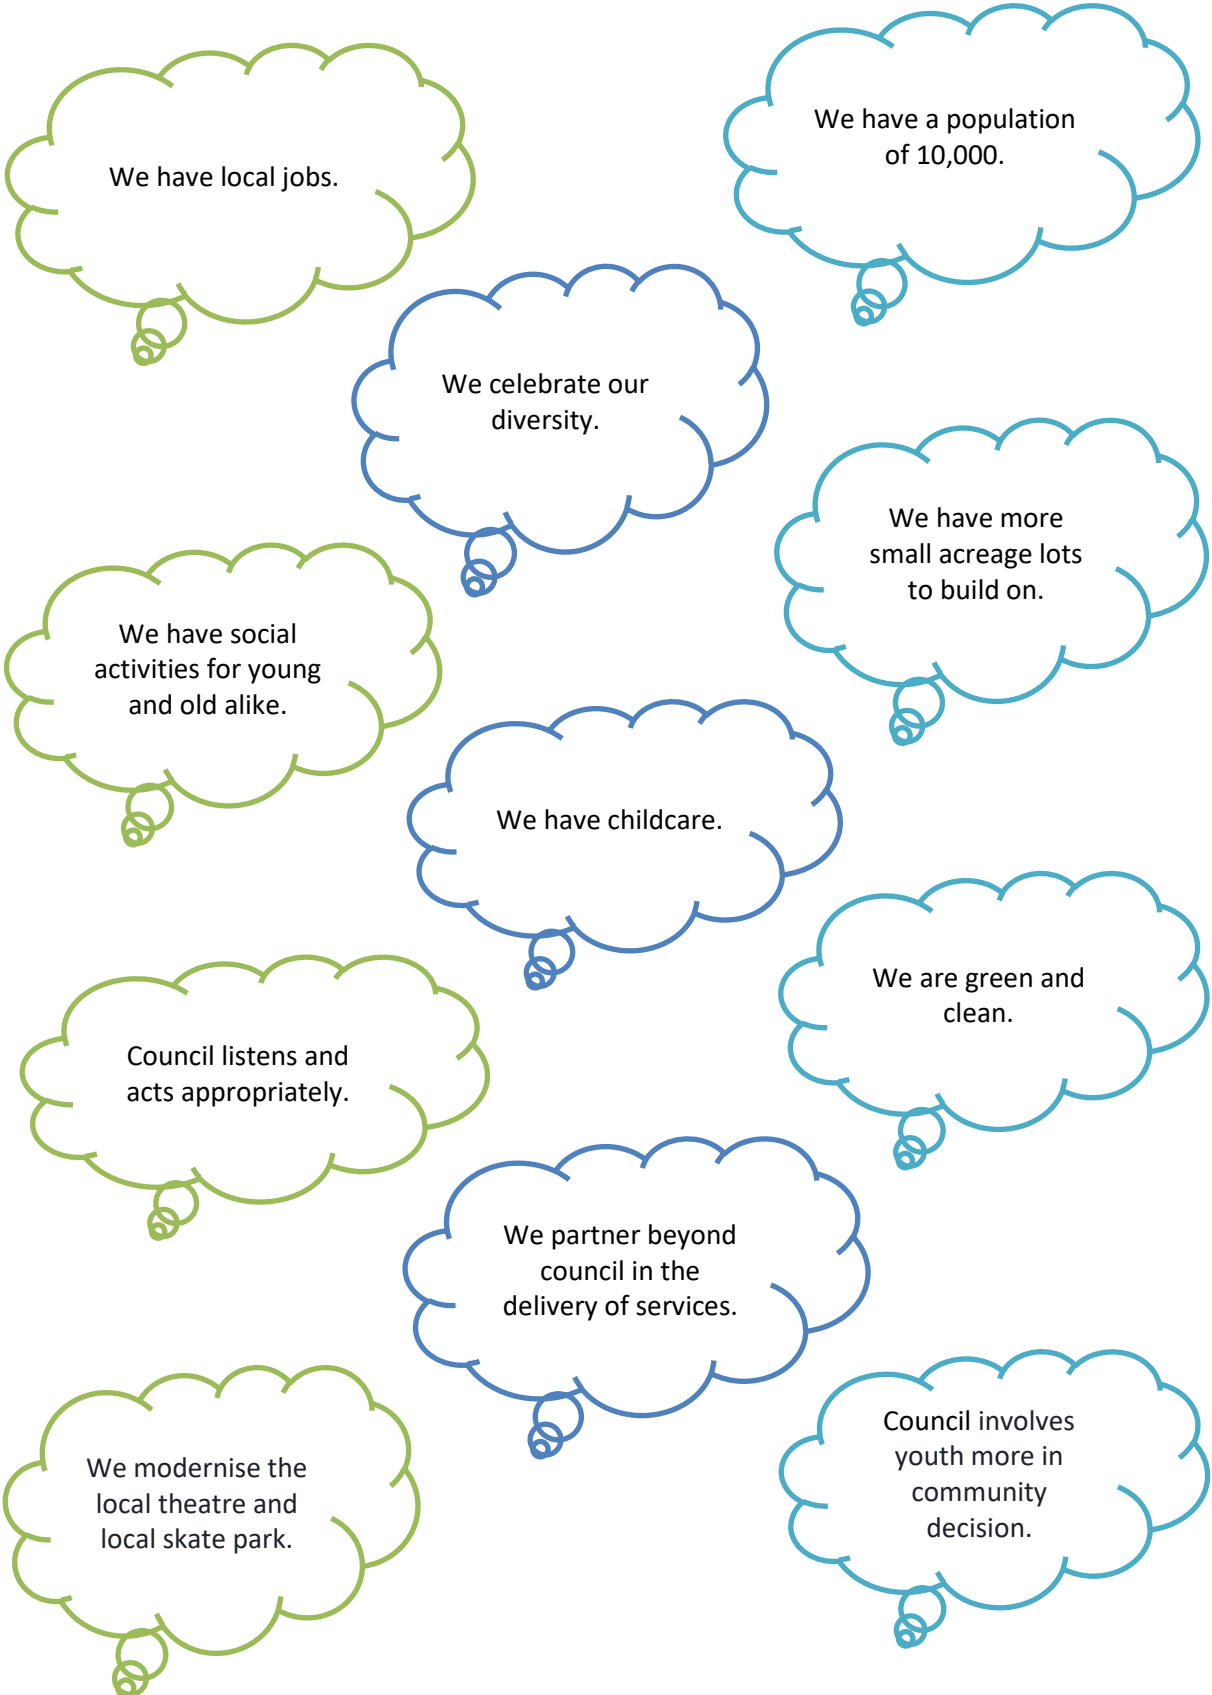 We have local jobs.
We have a population
of 10,000.
We celebrate our
diversity.
We have more
small acreage lots
to build on.
We have social
activities for young
and old alike.
We have childcare.
We are green and
clean.
Council listens and
acts appropriately.
We partner beyond
council in the
delivery of services.
Council involves
youth more in
community
decision.
We modernise the
local theatre and
local skate park.